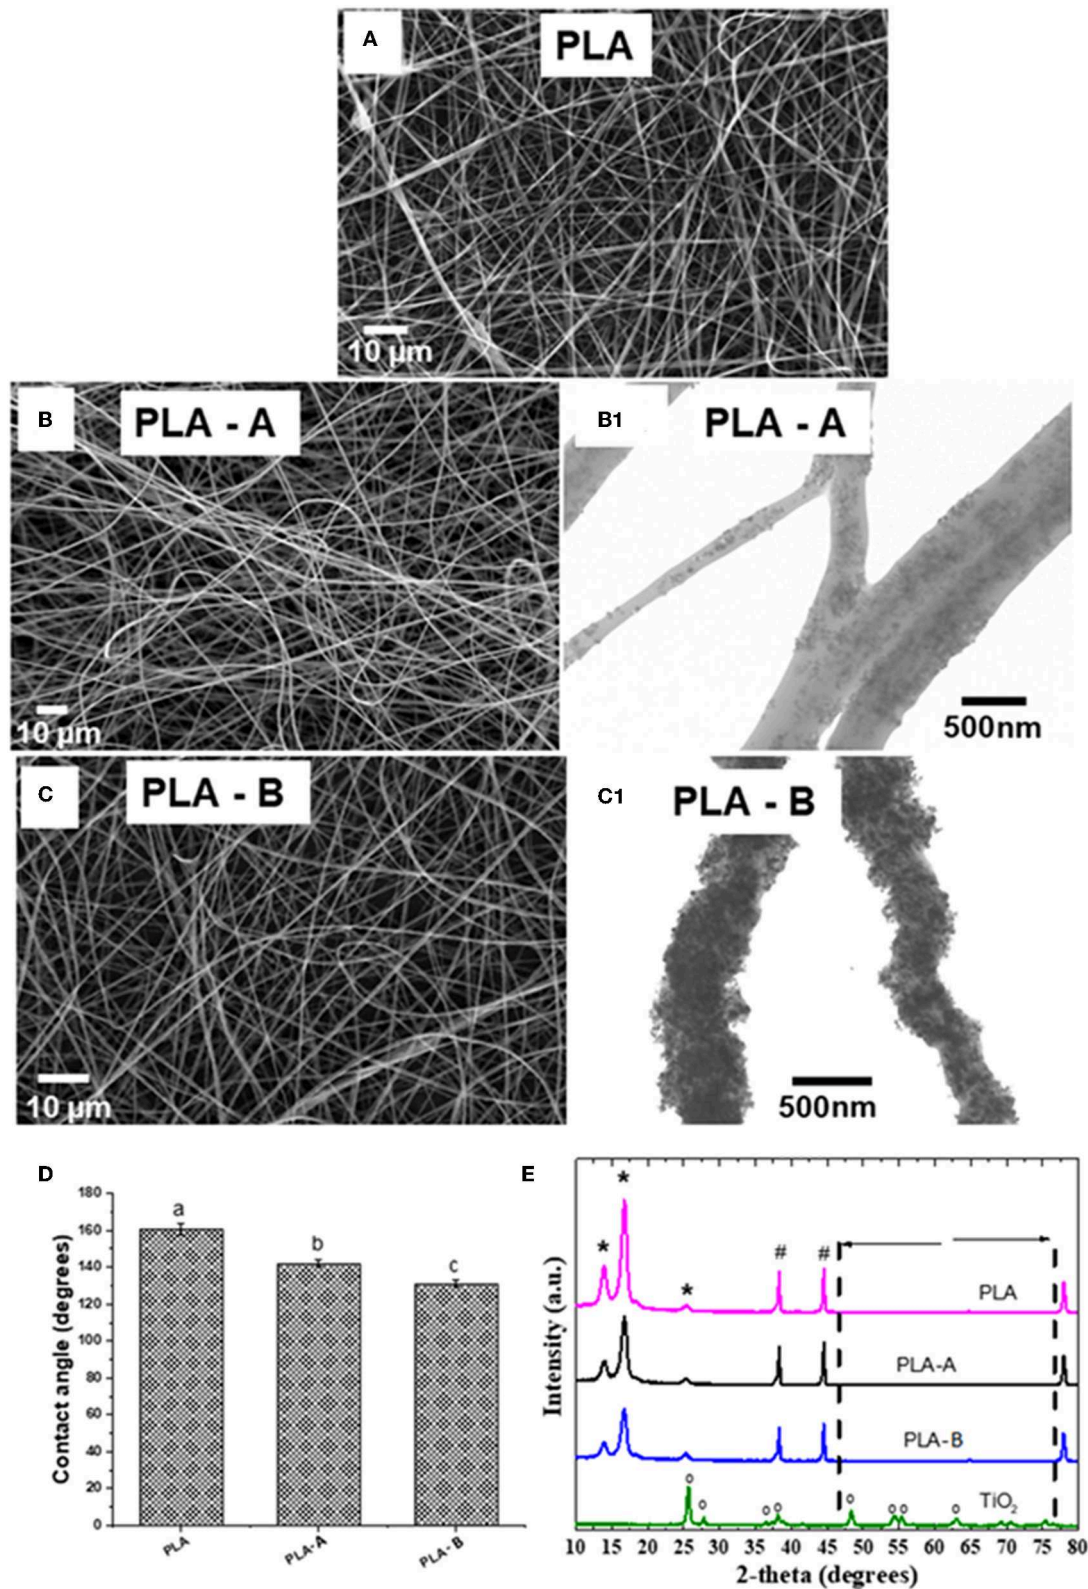 A
PLA
10 µm
B
PLA - A
10 µm
B1
PLA - A
500nm
C
PLA - B
10 µm
C1
PLA - B
500nm
D
180
160
140
120
100
80
60
40
20
0
Contact angle (degrees)
a
b
c
PLA
PLA-A
PLA-B
E
Intensity (a.u.)
* * * # #
PLA
PLA-A
PLA-B
TiO₂
o o o o o o o o
10 15 20 25 30 35 40 45 50 55 60 65 70 75 80
2-theta (degrees)